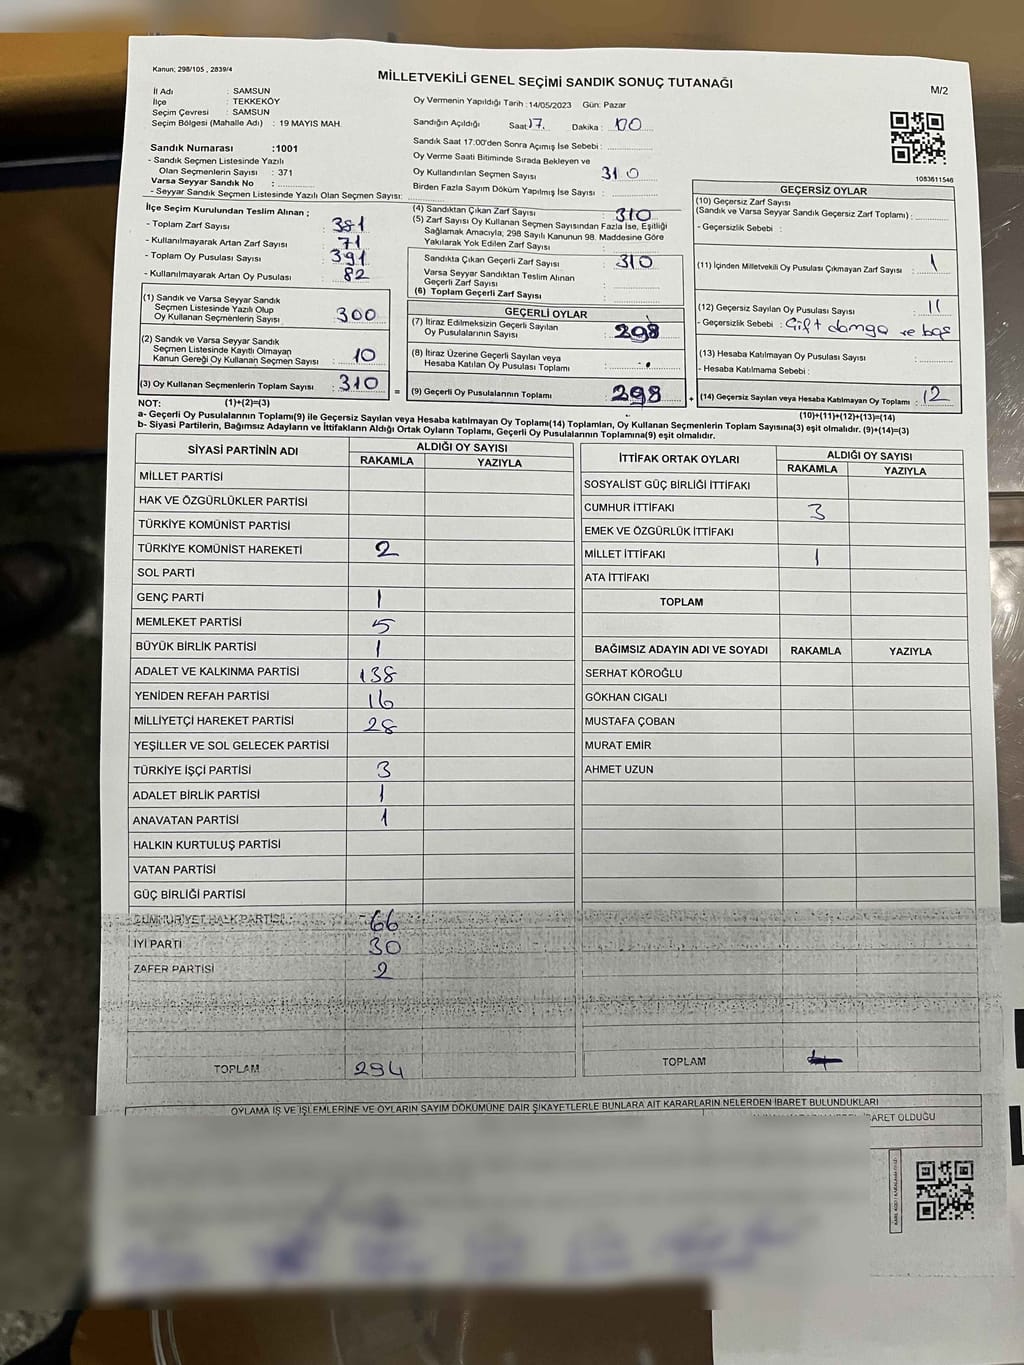 Kanun; 298/105 , 2839/4
MİLLETVEKİLİ GENEL SEÇİMİ SANDIK SONUÇ TUTANAĞI
M/2
İl Adı : SAMSUN
İlçe : TEKKEKÖY
Seçim Çevresi : SAMSUN
Seçim Bölgesi (Mahalle Adı) : 19 MAYIS MAH.
Sandık Numarası :1001
- Sandık Seçmen Listesinde Yazılı
Olan Seçmenlerin Sayısı : 371
Varsa Seyyar Sandık No :
- Seyyar Sandık Seçmen Listesinde Yazılı Olan Seçmen Sayısı:
Oy Vermenin Yapıldığı Tarih : 14/05/2023 Gün: Pazar
Sandığın Açıldığı Saat 17. Dakika : 00
Sandık Saat 17:00'den Sonra Açımış İse Sebebi :
Oy Verme Saati Bitiminde Sırada Bekleyen ve
Oy Kullandırılan Seçmen Sayısı 310
Birden Fazla Sayım Döküm Yapılmış İse Sayısı :
1083611546
İlçe Seçim Kurulundan Teslim Alınan ;
- Toplam Zarf Sayısı : 381
- Kullanılmayarak Artan Zarf Sayısı : 71
- Toplam Oy Pusulası Sayısı : 391
- Kullanılmayarak Artan Oy Pusulası : 82
(4) Sandıktan Çıkan Zarf Sayısı : 310
(5) Zarf Sayısı Oy Kullanan Seçmen Sayısından Fazla İse, Eşitliği
Sağlamak Amacıyla; 298 Sayılı Kanunun 98. Maddesine Göre
Yakılarak Yok Edilen Zarf Sayısı :
Sandıkta Çıkan Geçerli Zarf Sayısı : 310
Varsa Seyyar Sandıktan Teslim Alınan
Geçerli Zarf Sayısı :
(6) Toplam Geçerli Zarf Sayısı :
GEÇERSİZ OYLAR
(10) Geçersiz Zarf Sayısı
(Sandık ve Varsa Seyyar Sandık Geçersiz Zarf Toplamı) :
- Geçersizlik Sebebi :
(11) İçinden Milletvekili Oy Pusulası Çıkmayan Zarf Sayısı : 1
(12) Geçersiz Sayılan Oy Pusulası Sayısı : 11
- Geçersizlik Sebebi : Çift damga ve boş
(13) Hesaba Katılmayan Oy Pusulası Sayısı :
- Hesaba Katılmama Sebebi :
(14) Geçersiz Sayılan veya Hesaba Katılmayan Oy Toplamı : 12
(10)+(11)+(12)+(13)=(14)
(1) Sandık ve Varsa Seyyar Sandık
Seçmen Listesinde Yazılı Olup
Oy Kullanan Seçmenlerin Sayısı : 300
(2) Sandık ve Varsa Seyyar Sandık
Seçmen Listesinde Kayıtlı Olmayan
Kanun Gereği Oy Kullanan Seçmen Sayısı : 10
(3) Oy Kullanan Seçmenlerin Toplam Sayısı : 310
(1)+(2)=(3)
GEÇERLİ OYLAR
(7) İtiraz Edilmeksizin Geçerli Sayılan
Oy Pusulalarının Sayısı : 298
(8) İtiraz Üzerine Geçerli Sayılan veya
Hesaba Katılan Oy Pusulası Toplamı :
= (9) Geçerli Oy Pusulalarının Toplamı : 298 +
NOT:
a- Geçerli Oy Pusulalarının Toplamı(9) ile Geçersiz Sayılan veya Hesaba katılmayan Oy Toplamı(14) Toplamları, Oy Kullanan Seçmenlerin Toplam Sayısına(3) eşit olmalıdır. (9)+(14)=(3)
b- Siyasi Partilerin, Bağımsız Adayların ve İttifakların Aldığı Ortak Oyların Toplamı, Geçerli Oy Pusulalarının Toplamına(9) eşit olmalıdır.
SİYASİ PARTİNİN ADI ALDIĞI OY SAYISI
RAKAMLA YAZIYLA
MİLLET PARTİSİ
HAK VE ÖZGÜRLÜKLER PARTİSİ
TÜRKİYE KOMÜNİST PARTİSİ
TÜRKİYE KOMÜNİST HAREKETİ 2
SOL PARTİ
GENÇ PARTİ 1
MEMLEKET PARTİSİ 5
BÜYÜK BİRLİK PARTİSİ 1
ADALET VE KALKINMA PARTİSİ 138
YENİDEN REFAH PARTİSİ 16
MİLLİYETÇİ HAREKET PARTİSİ 28
YEŞİLLER VE SOL GELECEK PARTİSİ
TÜRKİYE İŞÇİ PARTİSİ 3
ADALET BİRLİK PARTİSİ 1
ANAVATAN PARTİSİ 1
HALKIN KURTULUŞ PARTİSİ
VATAN PARTİSİ
GÜÇ BİRLİĞİ PARTİSİ
CUMHURİYET HALK PARTİSİ 66
İYİ PARTİ 30
ZAFER PARTİSİ 2
TOPLAM 294
İTTİFAK ORTAK OYLARI ALDIĞI OY SAYISI
RAKAMLA YAZIYLA
SOSYALİST GÜÇ BİRLİĞİ İTTİFAKI
CUMHUR İTTİFAKI 3
EMEK VE ÖZGÜRLÜK İTTİFAKI
MİLLET İTTİFAKI 1
ATA İTTİFAKI
TOPLAM
BAĞIMSIZ ADAYIN ADI VE SOYADI RAKAMLA YAZIYLA
SERHAT KÖROĞLU
GÖKHAN CIGALI
MUSTAFA ÇOBAN
MURAT EMİR
AHMET UZUN
TOPLAM
OYLAMA İŞ VE İŞLEMLERİNE VE OYLARIN SAYIM DÖKÜMÜNE DAİR ŞİKAYETLERLE BUNLARA AİT KARARLARIN NELERDEN İBARET BULUNDUKLARI
OLDUĞU